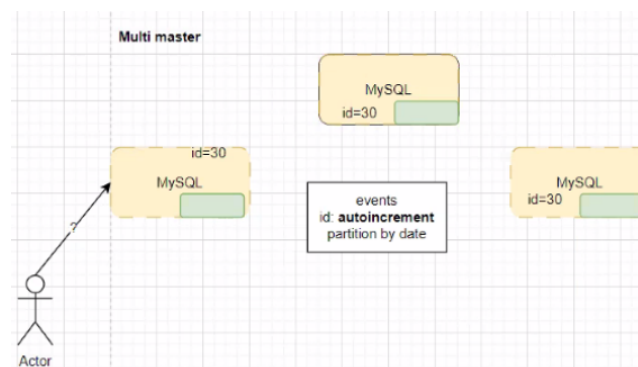 Multi master
MySQL
id=30
id=30
MySQL
MySQL
id=30
events
id: autoincrement
partition by date
?
Actor